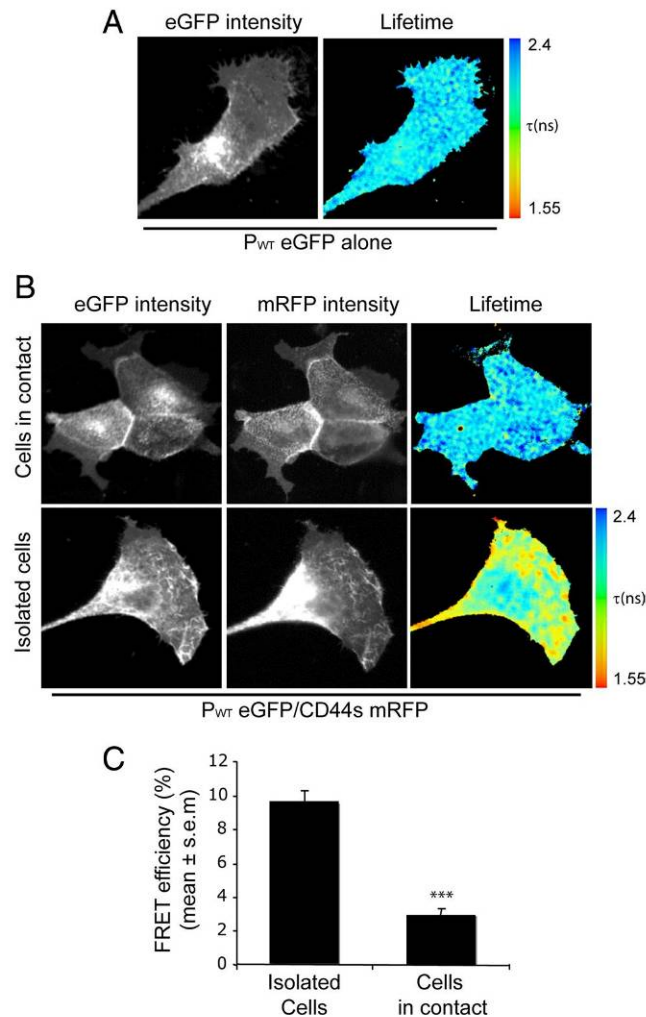 A
eGFP intensity
Lifetime
2.4
τ(ns)
1.55
PWT eGFP alone
B
eGFP intensity
mRFP intensity
Lifetime
Cells in contact
Isolated cells
2.4
τ(ns)
1.55
PWT eGFP/CD44s mRFP
C
FRET efficiency (%)
(mean ± s.e.m)
12
10
8
6
4
2
0
***
Isolated
Cells
Cells
in contact